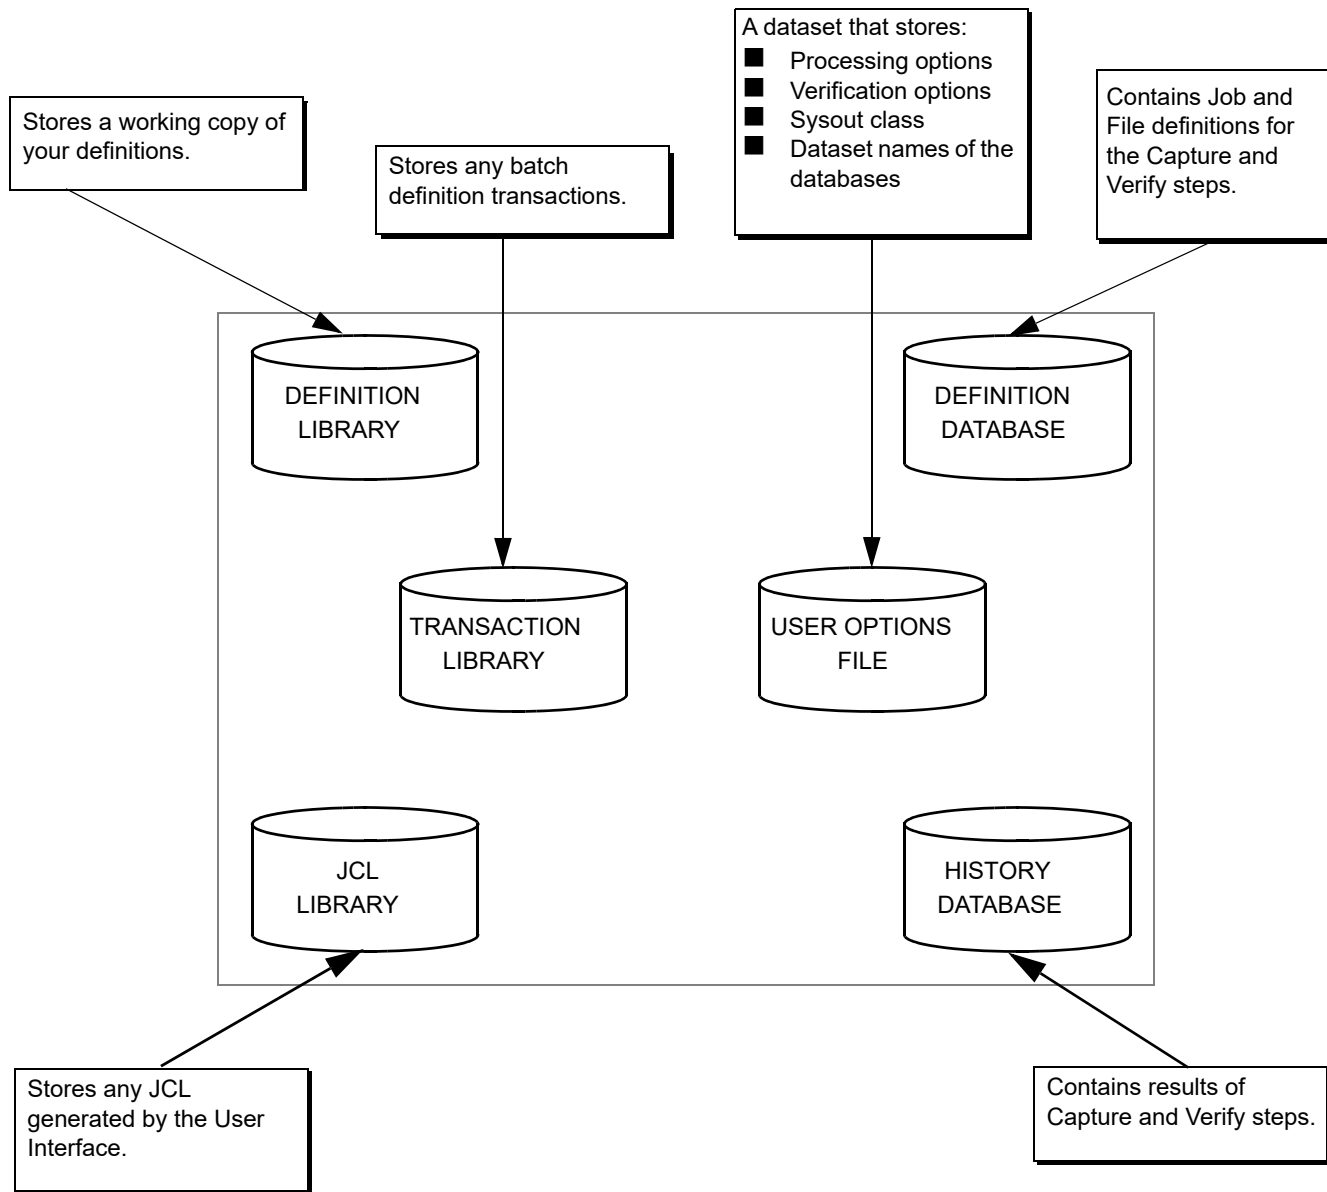 A dataset that stores:
■ Processing options
■ Verification options
■ Sysout class
■ Dataset names of the
databases
Contains Job and
File definitions for
the Capture and
Verify steps.
Stores a working copy of
your definitions.
Stores any batch
definition transactions.
DEFINITION
LIBRARY
DEFINITION
DATABASE
TRANSACTION
LIBRARY
USER OPTIONS
FILE
JCL
LIBRARY
HISTORY
DATABASE
Stores any JCL
generated by the User
Interface.
Contains results of
Capture and Verify steps.